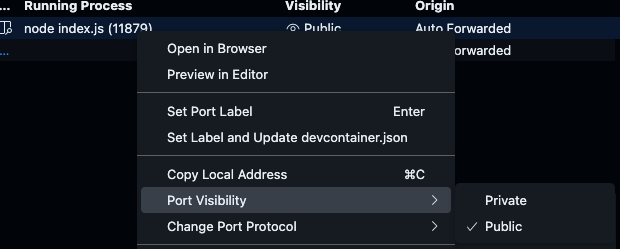 ... Running Process Visibility Origin
node index.js (11879) Public Auto Forwarded
... orwarded
Open in Browser
Preview in Editor
Set Port Label Enter
Set Label and Update devcontainer.json
Copy Local Address ⌘C
Port Visibility
Private
Change Port Protocol
Public